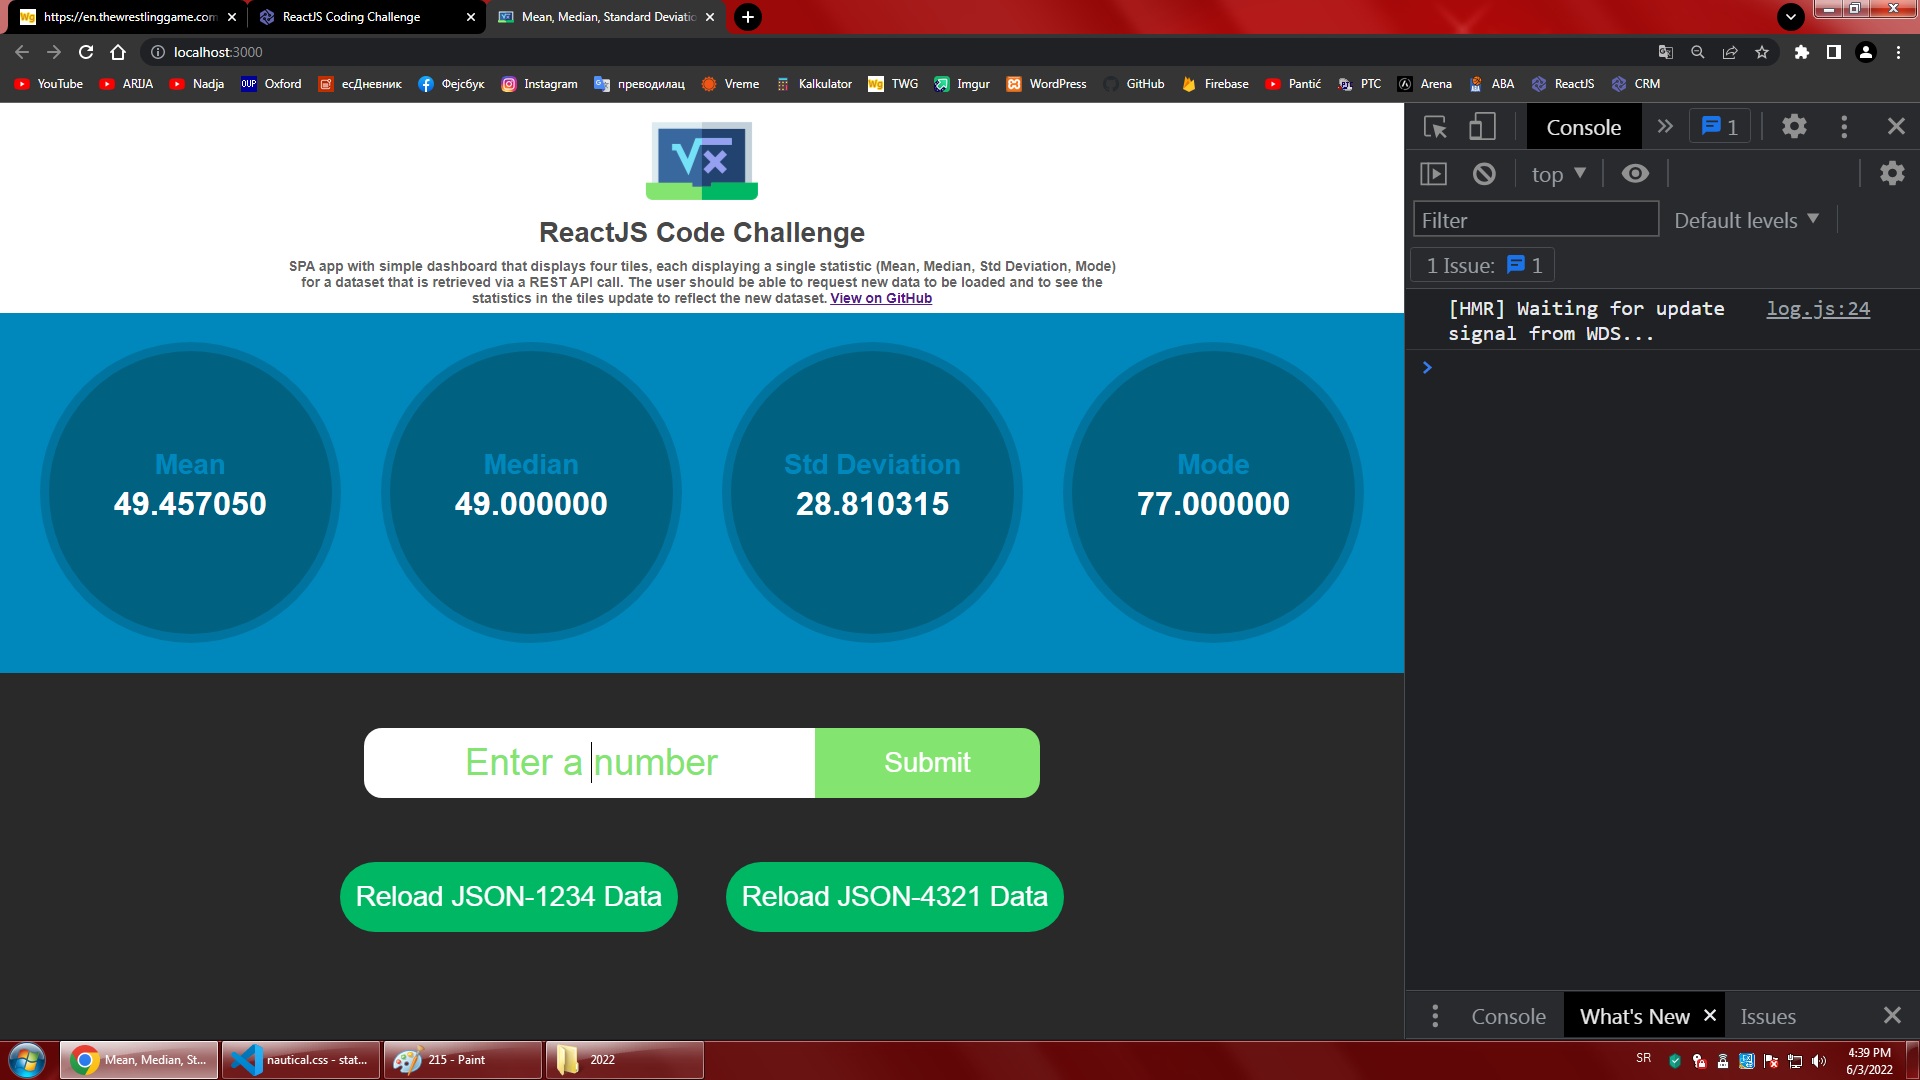 https://en.thewrestlinggame.com
ReactJS Coding Challenge
Mean, Median, Standard Deviatio
localhost:3000
YouTube
ARIJA
Nadja
OUP Oxford
есДневник
Фејсбук
Instagram
преводилац
Vreme
Kalkulator
Wg TWG
Imgur
WordPress
GitHub
Firebase
Pantić
PTC
Arena
ABA
ReactJS
CRM
ReactJS Code Challenge
SPA app with simple dashboard that displays four tiles, each displaying a single statistic (Mean, Median, Std Deviation, Mode)
for a dataset that is retrieved via a REST API call. The user should be able to request new data to be loaded and to see the
statistics in the tiles update to reflect the new dataset. View on GitHub
Mean
49.457050
Median
49.000000
Std Deviation
28.810315
Mode
77.000000
Enter a number
Submit
Reload JSON-1234 Data
Reload JSON-4321 Data
Console
1
top
Filter
Default levels
1 Issue: 1
[HMR] Waiting for update
signal from WDS...
log.js:24
Console
What's New
Issues
Mean, Median, St...
nautical.css - stat...
215 - Paint
2022
SR
4:39 PM
6/3/2022